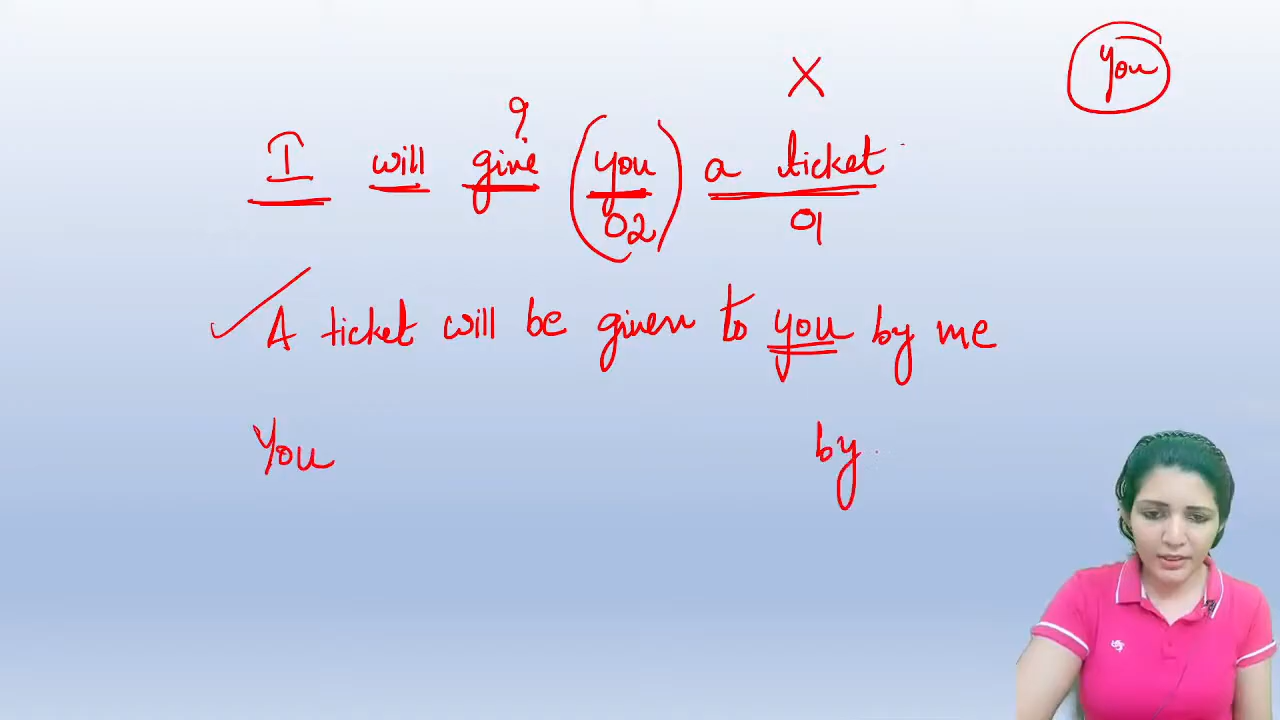 You
X
?
I will give (you) a ticket
O2 O1
A ticket will be given to you by me
You by